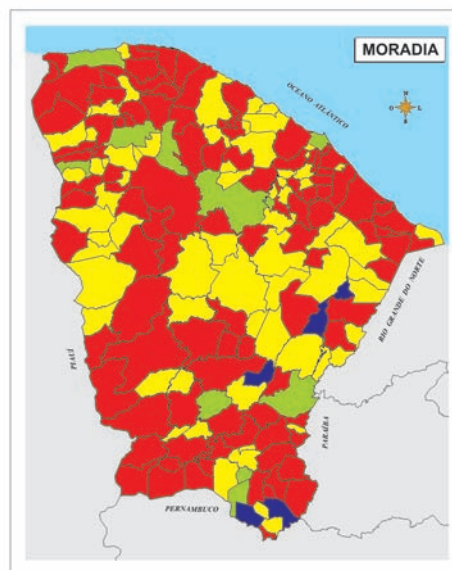 MORADIA
OCEANO ATLÂNTICO
N
O
L
S
RIO GRANDE DO NORTE
PIAUÍ
PARAÍBA
PERNAMBUCO